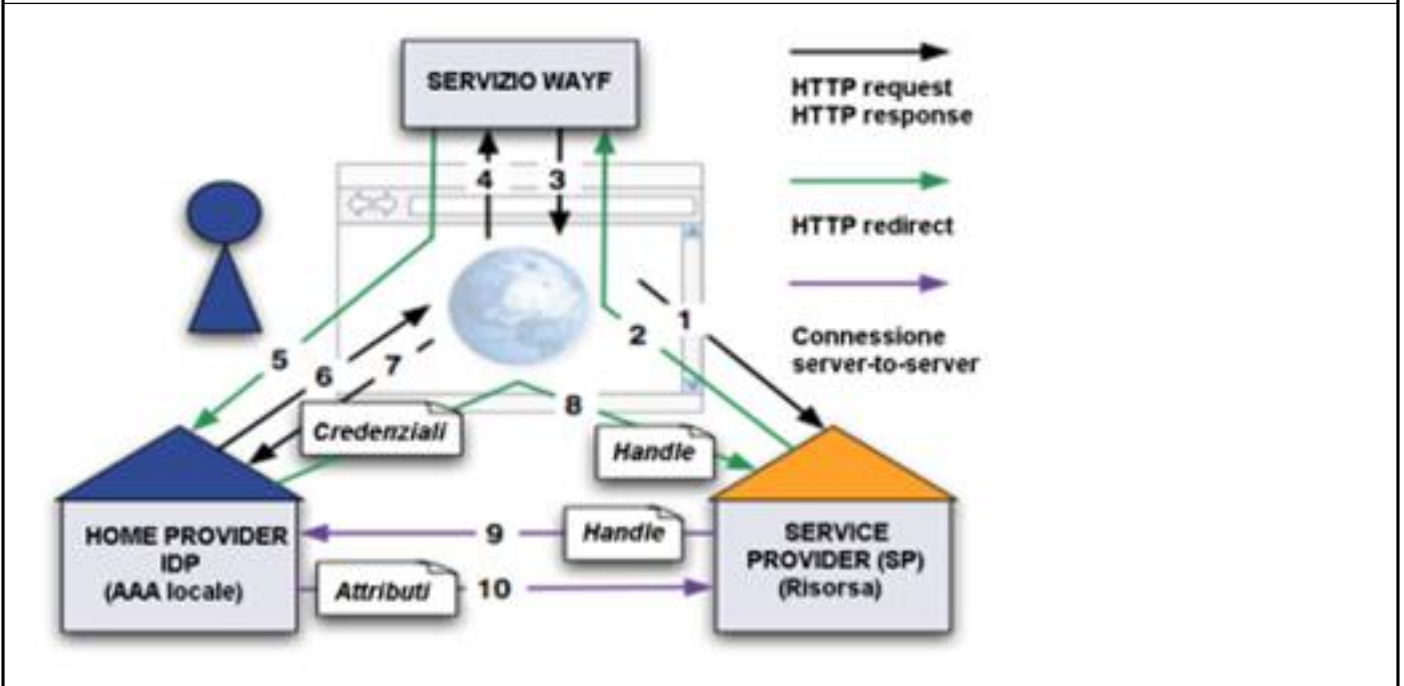 SERVIZIO WAYF
HTTP request
HTTP response
4
3
HTTP redirect
1
2
Connessione
server-to-server
5
6
7
8
Credenziali
Handle
HOME PROVIDER
IDP
(AAA locale)
9
Handle
SERVICE
PROVIDER (SP)
(Risorsa)
Attributi
10